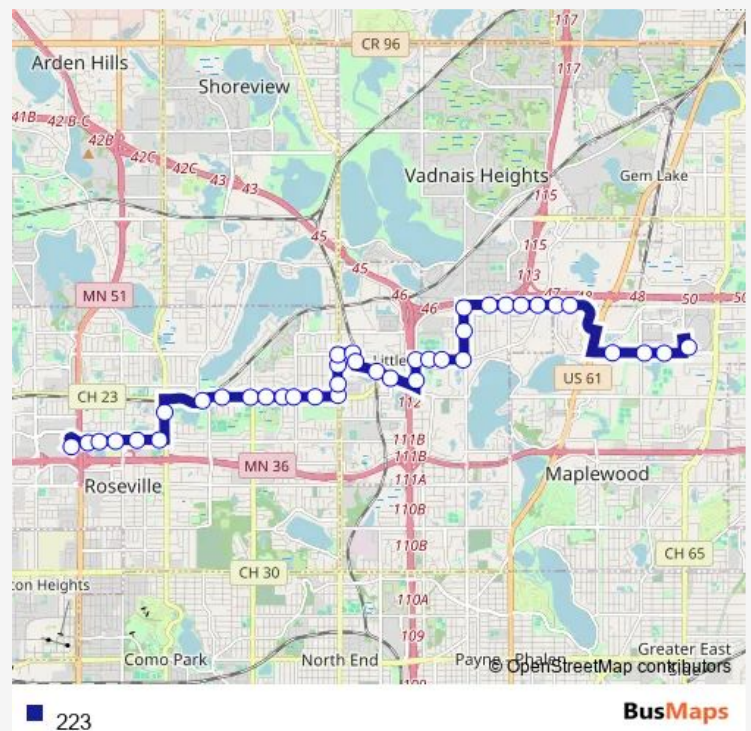 117
CR 96
Arden Hills
117
Shoreview
41B
42 B-C
42B
42C
42C
43
43
Vadnais Heights
Gem Lake
115
45
115
45
113
MN 51
46
46
47
48
48
50
50
Little
US 61
CH 23
112
111B
111B
MN 36
111A
Roseville
Maplewood
110B
110B
CH 65
CH 30
110A
109
Como Park
North End
Payne-Phalen
Greater East
© OpenStreetMap contributors
109
223
BusMaps